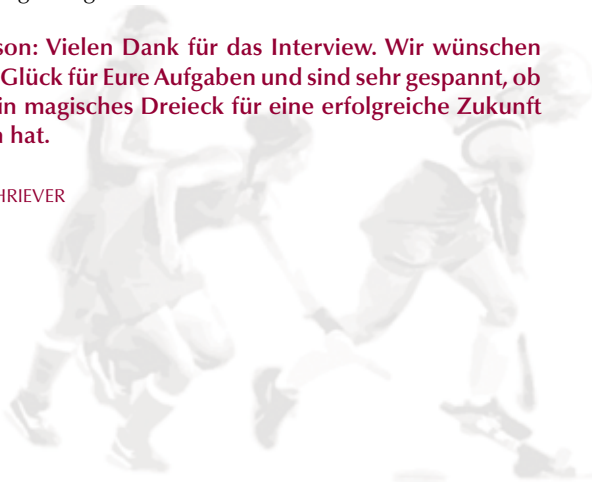 son: Vielen Dank für das Interview. Wir wünschen
Glück für Eure Aufgaben und sind sehr gespannt, ob
in magisches Dreieck für eine erfolgreiche Zukunft
hat.
HRIEVER